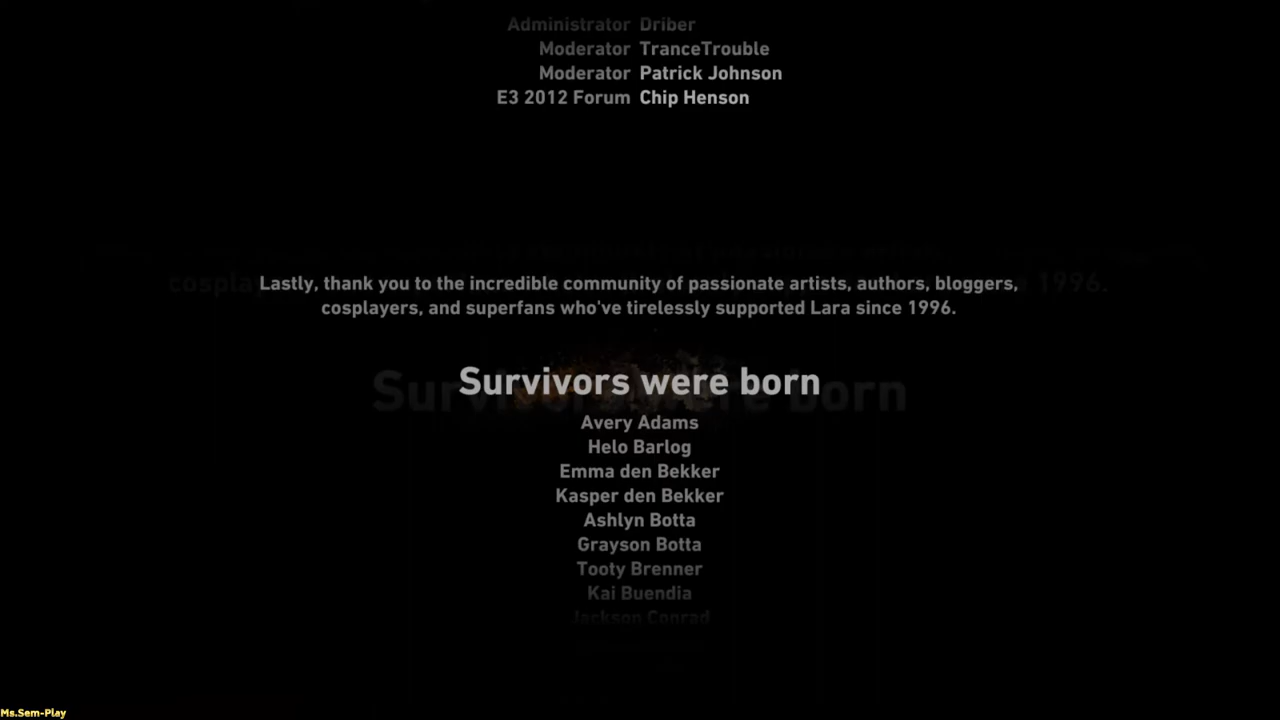 Administrator Driber
Moderator TranceTrouble
Moderator Patrick Johnson
E3 2012 Forum Chip Henson
Lastly, thank you to the incredible community of passionate artists, authors, bloggers,
cosplayers, and superfans who've tirelessly supported Lara since 1996.
Survivors were born
Avery Adams
Helo Barlog
Emma den Bekker
Kasper den Bekker
Ashlyn Botta
Grayson Botta
Tooty Brenner
Kai Buendia
Jackson Conrad
Ms.Sem-Play